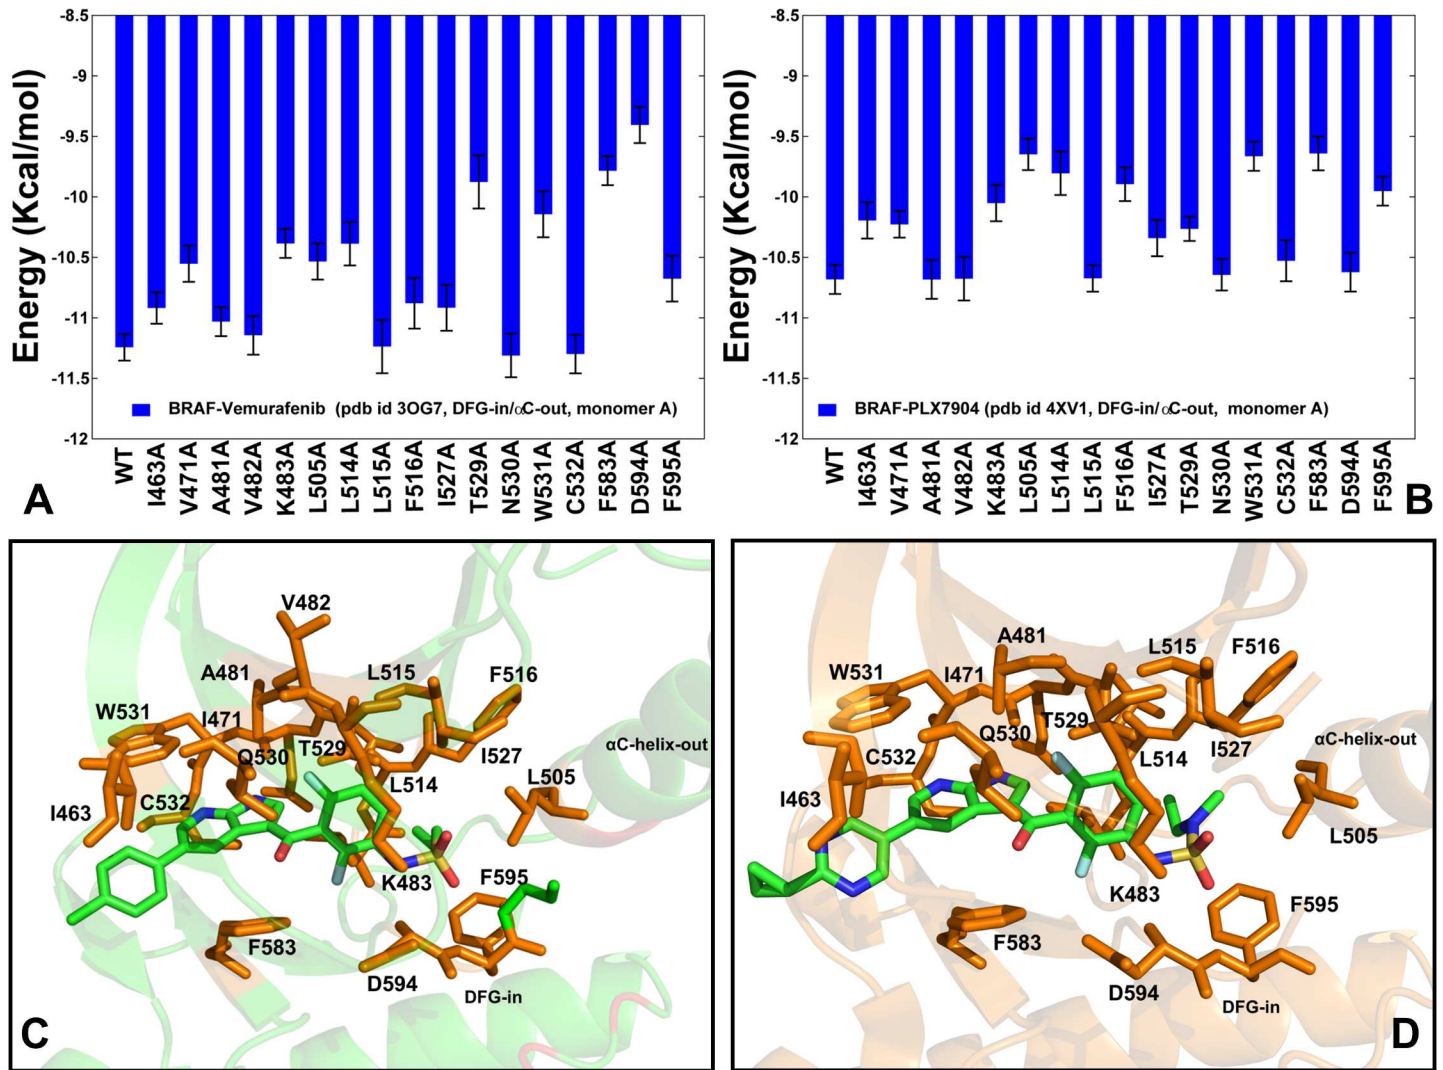 Energy (Kcal/mol)
-8.5
-9
-9.5
-10
-10.5
-11
-11.5
-12
BRAF-Vemurafenib (pdb id 3OG7, DFG-in/αC-out, monomer A)
WT
I463A
V471A
A481A
V482A
K483A
L505A
L514A
L515A
F516A
I527A
T529A
N530A
W531A
C532A
F583A
D594A
F595A
A
Energy (Kcal/mol)
-8.5
-9
-9.5
-10
-10.5
-11
-11.5
-12
BRAF-PLX7904 (pdb id 4XV1, DFG-in/αC-out, monomer A)
WT
I463A
V471A
A481A
V482A
K483A
L505A
L514A
L515A
F516A
I527A
T529A
N530A
W531A
C532A
F583A
D594A
F595A
B
V482
A481
L515
F516
W531
I471
Q530
T529
I527
αC-helix-out
L514
L505
I463
C532
K483
F595
F583
D594
DFG-in
C
A481
L515
F516
W531
I471
Q530
T529
I527
αC-helix-out
C532
L514
I463
L505
K483
F595
F583
D594
DFG-in
D